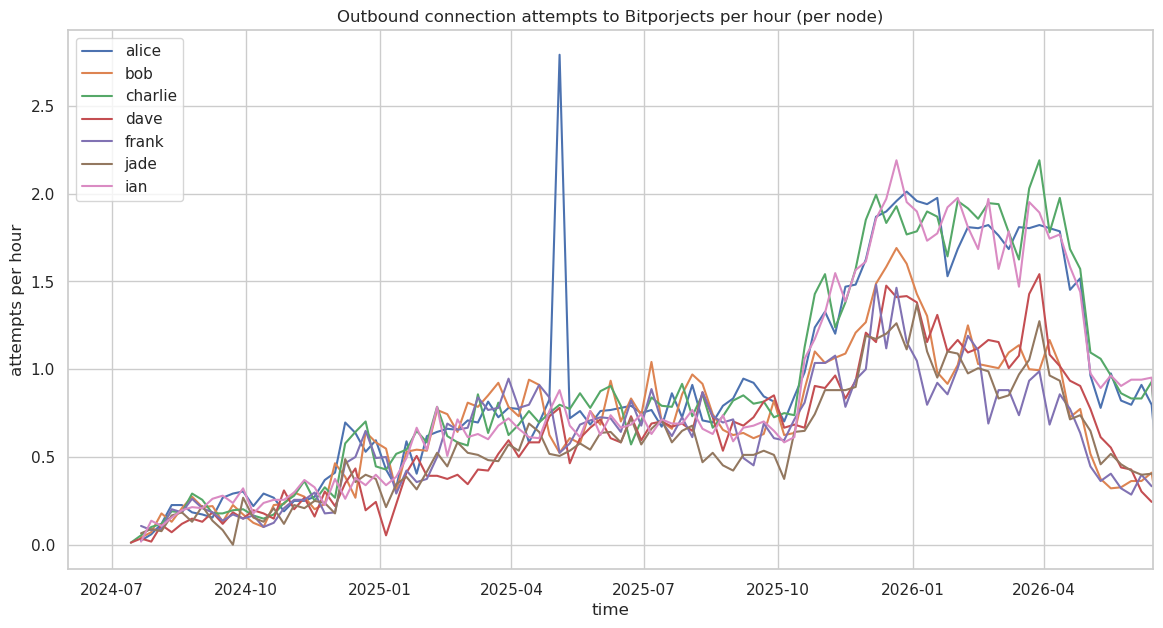 Outbound connection attempts to Bitporjects per hour (per node)
alice
bob
charlie
dave
frank
jade
ian
attempts per hour
2.5
2.0
1.5
1.0
0.5
0.0
2024-07 2024-10 2025-01 2025-04 2025-07 2025-10 2026-01 2026-04
time